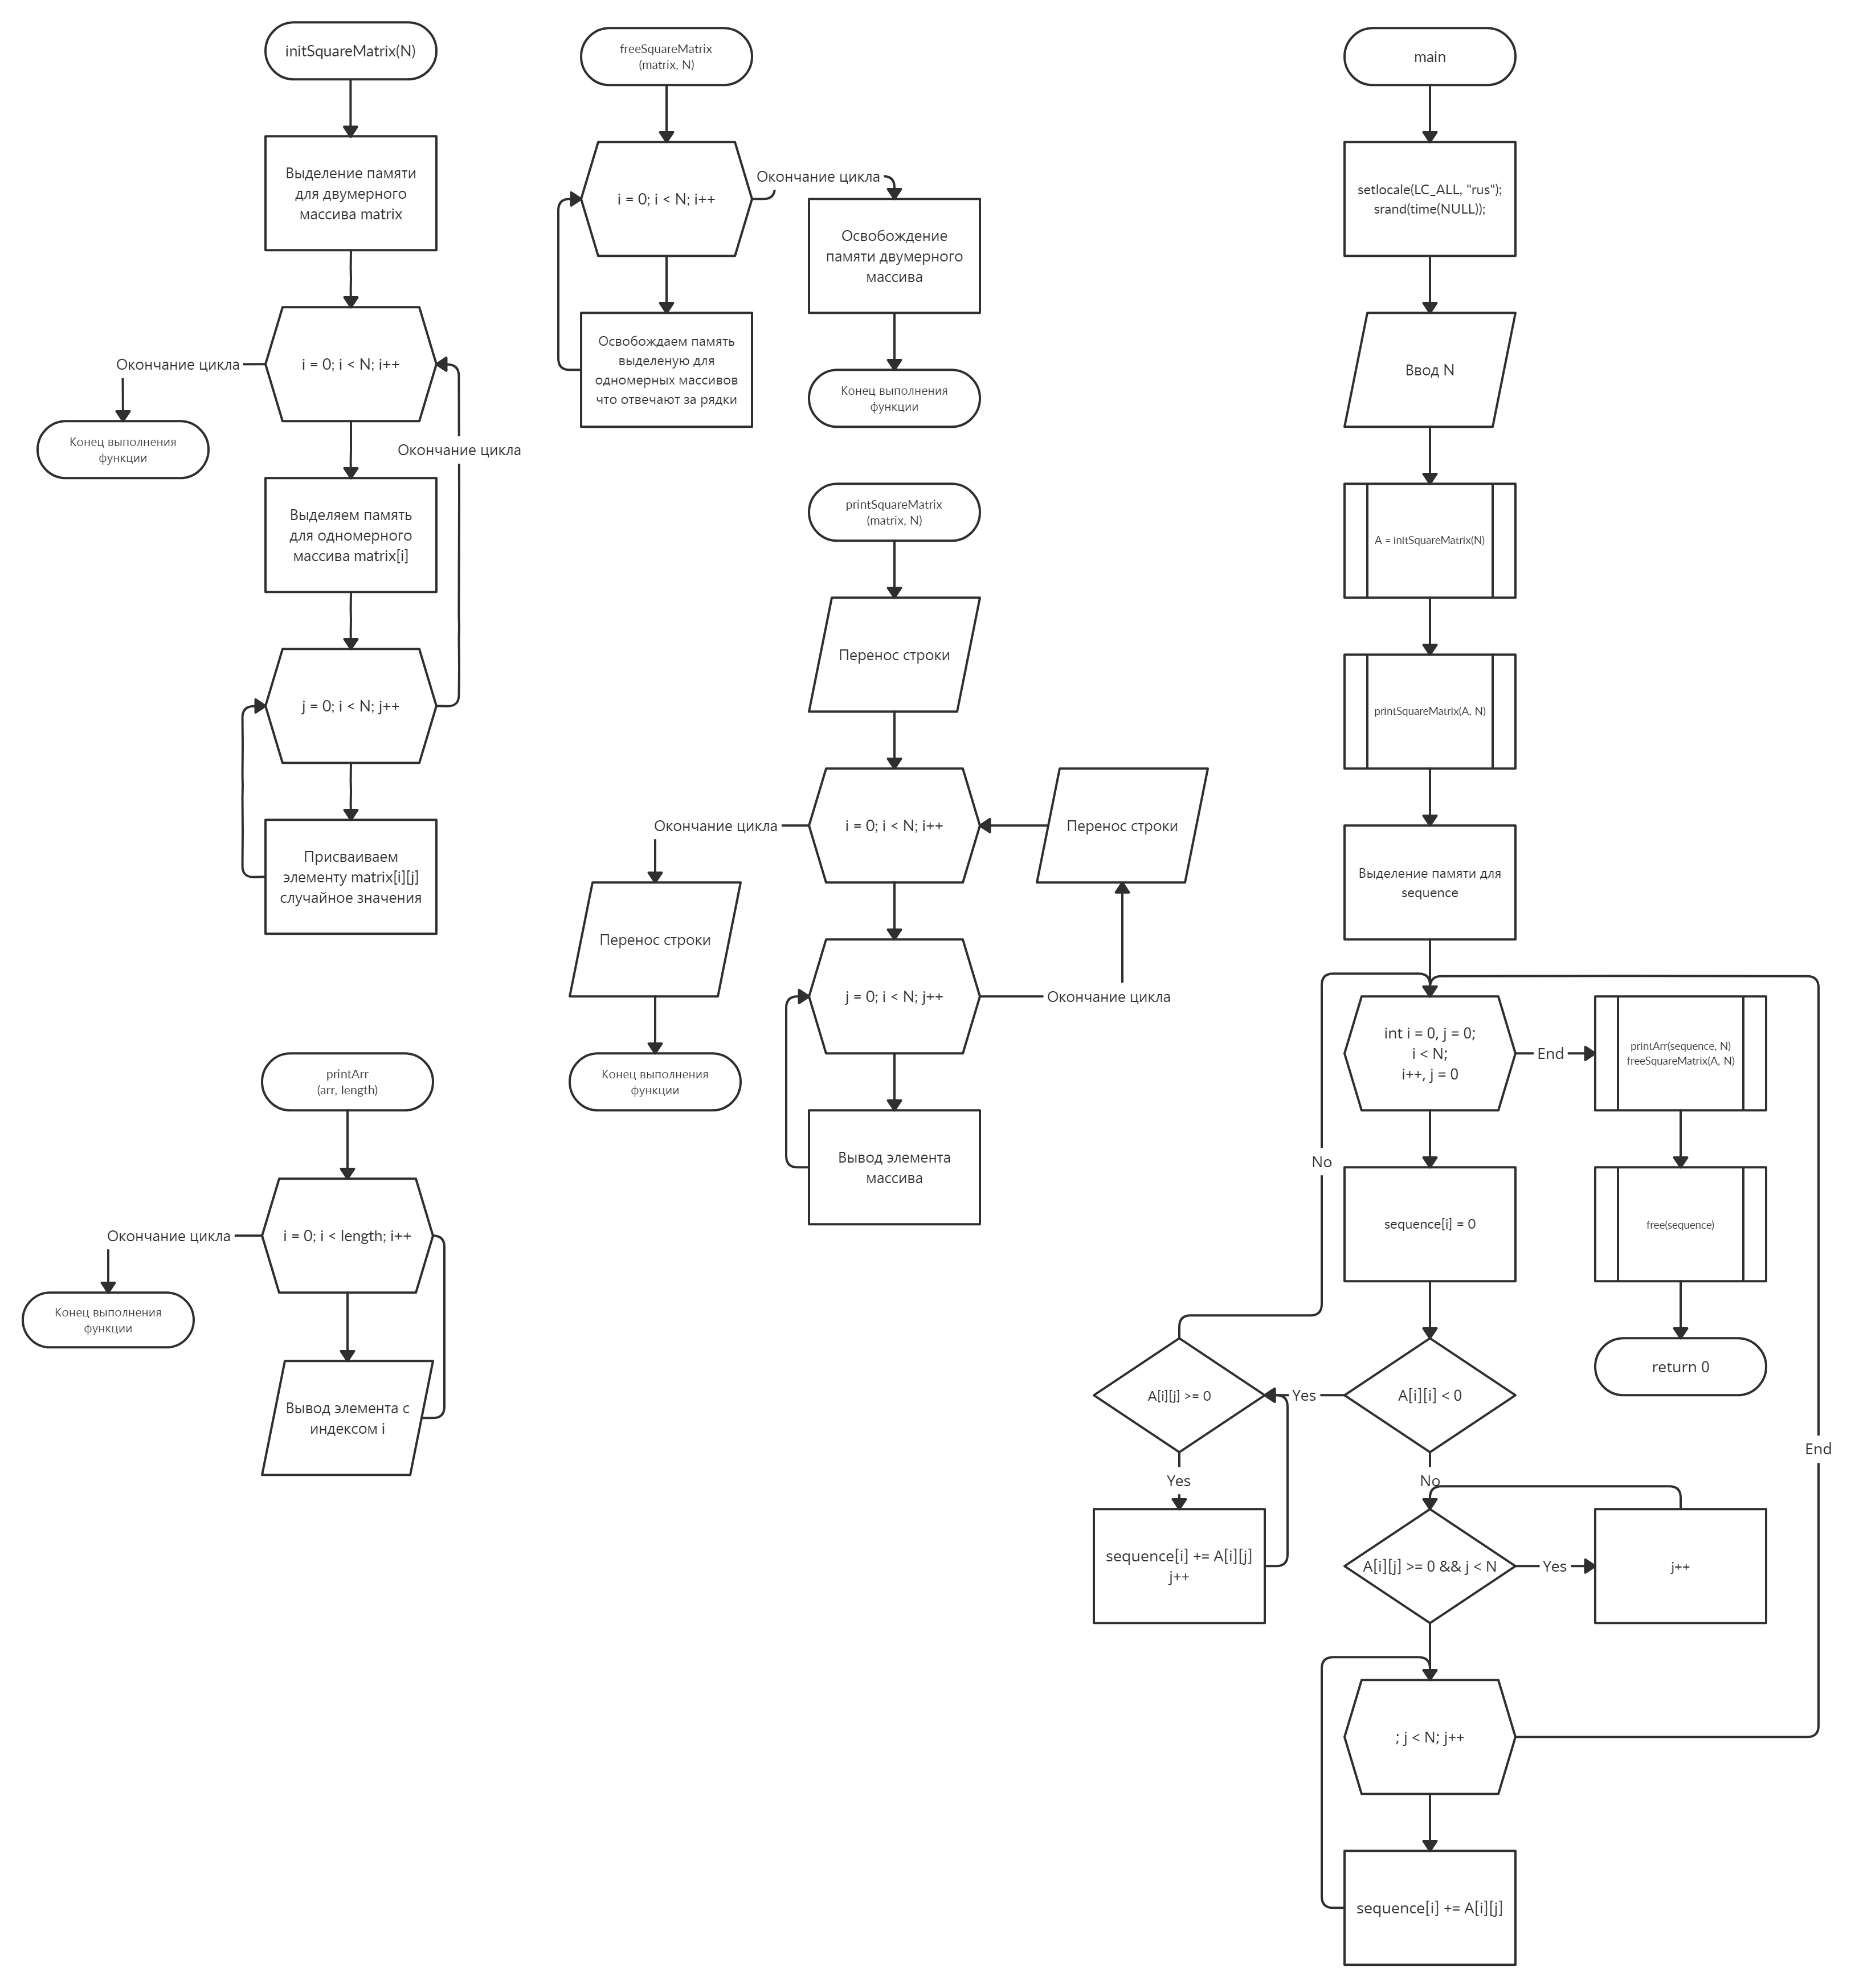 initSquareMatrix(N)
Выделение памяти
для двумерного
массива matrix
i = 0; i < N; i++
Окончание цикла
Конец выполнения
функции
Окончание цикла
Выделяем память
для одномерного
массива matrix[i]
j = 0; i < N; j++
Присваиваем
элементу matrix[i][j]
случайное значения
freeSquareMatrix
(matrix, N)
i = 0; i < N; i++
Окончание цикла
Освобождение
памяти двумерного
массива
Освобождаем память
выделеную для
одномерных массивов
что отвечают за рядки
Конец выполнения
функции
printSquareMatrix
(matrix, N)
Перенос строки
i = 0; i < N; i++
Перенос строки
Окончание цикла
Перенос строки
j = 0; i < N; j++
Окончание цикла
Конец выполнения
функции
Вывод элемента
массива
printArr
(arr, length)
i = 0; i < length; i++
Окончание цикла
Конец выполнения
функции
Вывод элемента с
индексом i
main
setlocale(LC_ALL, "rus");
srand(time(NULL));
Ввод N
A = initSquareMatrix(N)
printSquareMatrix(A, N)
Выделение памяти для
sequence
int i = 0, j = 0;
i < N;
i++, j = 0
End
printArr(sequence, N)
freeSquareMatrix(A, N)
No
sequence[i] = 0
free(sequence)
return 0
A[i][j] >= 0
Yes
A[i][i] < 0
End
Yes
No
sequence[i] += A[i][j]
j++
A[i][j] >= 0 && j < N
Yes
j++
; j < N; j++
sequence[i] += A[i][j]